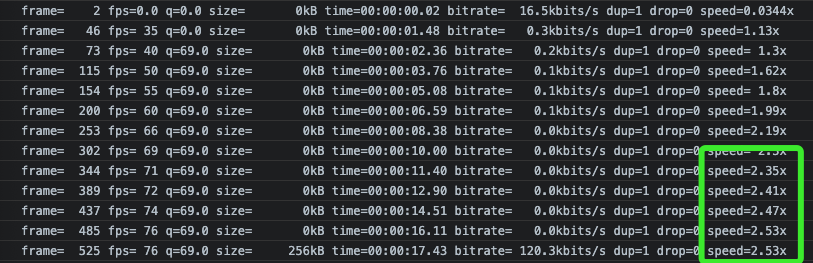 frame=    2 fps=0.0 q=0.0 size=       0kB time=00:00:00.02 bitrate=  16.5kbits/s dup=1 drop=0 speed=0.0344x
frame=   46 fps= 35 q=0.0 size=       0kB time=00:00:01.48 bitrate=   0.3kbits/s dup=1 drop=0 speed=1.13x
frame=   73 fps= 40 q=69.0 size=       0kB time=00:00:02.36 bitrate=   0.2kbits/s dup=1 drop=0 speed= 1.3x
frame=  115 fps= 50 q=69.0 size=       0kB time=00:00:03.76 bitrate=   0.1kbits/s dup=1 drop=0 speed=1.62x
frame=  154 fps= 55 q=69.0 size=       0kB time=00:00:05.08 bitrate=   0.1kbits/s dup=1 drop=0 speed= 1.8x
frame=  200 fps= 60 q=69.0 size=       0kB time=00:00:06.59 bitrate=   0.1kbits/s dup=1 drop=0 speed=1.99x
frame=  253 fps= 66 q=69.0 size=       0kB time=00:00:08.38 bitrate=   0.0kbits/s dup=1 drop=0 speed=2.19x
frame=  302 fps= 69 q=69.0 size=       0kB time=00:00:10.00 bitrate=   0.0kbits/s dup=1 drop=0 speed= 2.3x
frame=  344 fps= 71 q=69.0 size=       0kB time=00:00:11.40 bitrate=   0.0kbits/s dup=1 drop=0 speed=2.35x
frame=  389 fps= 72 q=69.0 size=       0kB time=00:00:12.90 bitrate=   0.0kbits/s dup=1 drop=0 speed=2.41x
frame=  437 fps= 74 q=69.0 size=       0kB time=00:00:14.51 bitrate=   0.0kbits/s dup=1 drop=0 speed=2.47x
frame=  485 fps= 76 q=69.0 size=       0kB time=00:00:16.11 bitrate=   0.0kbits/s dup=1 drop=0 speed=2.53x
frame=  525 fps= 76 q=69.0 size=     256kB time=00:00:17.43 bitrate= 120.3kbits/s dup=1 drop=0 speed=2.53x